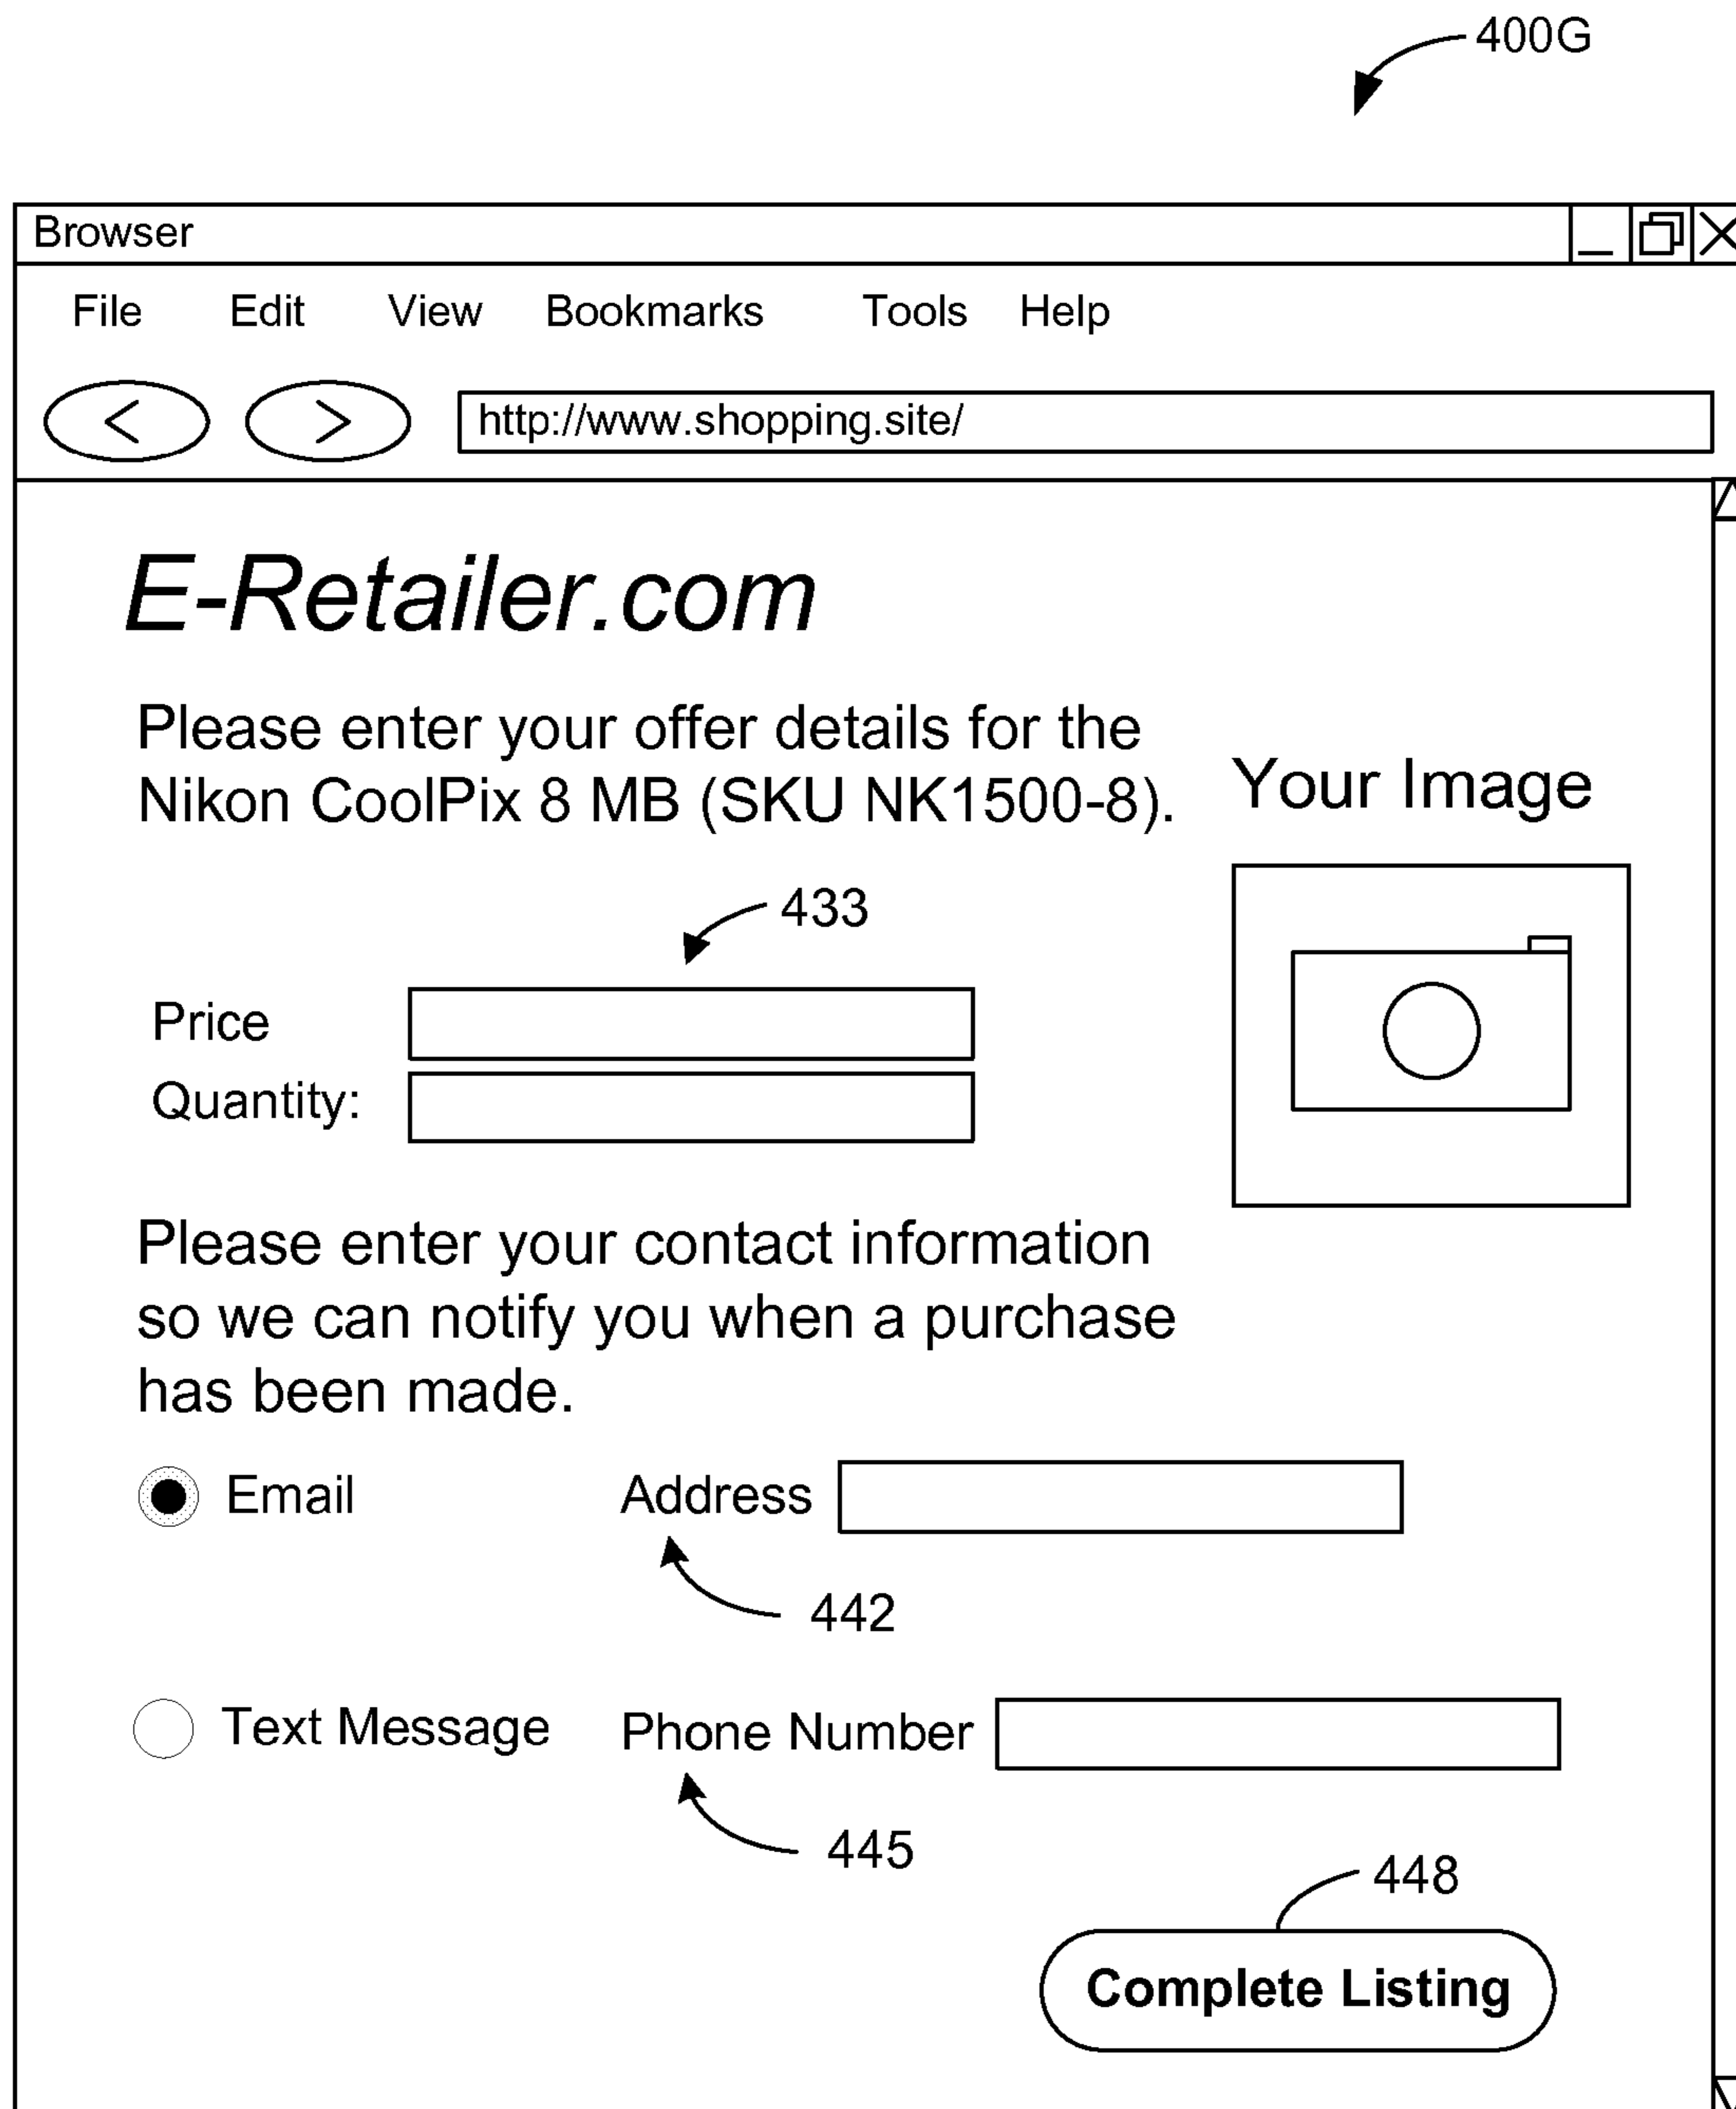 400G
Browser
File Edit View Bookmarks Tools Help
http://www.shopping.site/
E-Retailer.com
Please enter your offer details for the
Nikon CoolPix 8 MB (SKU NK1500-8).
Your Image
433
Price
Quantity:
Please enter your contact information
so we can notify you when a purchase
has been made.
Email Address
442
Text Message Phone Number
445
448
Complete Listing